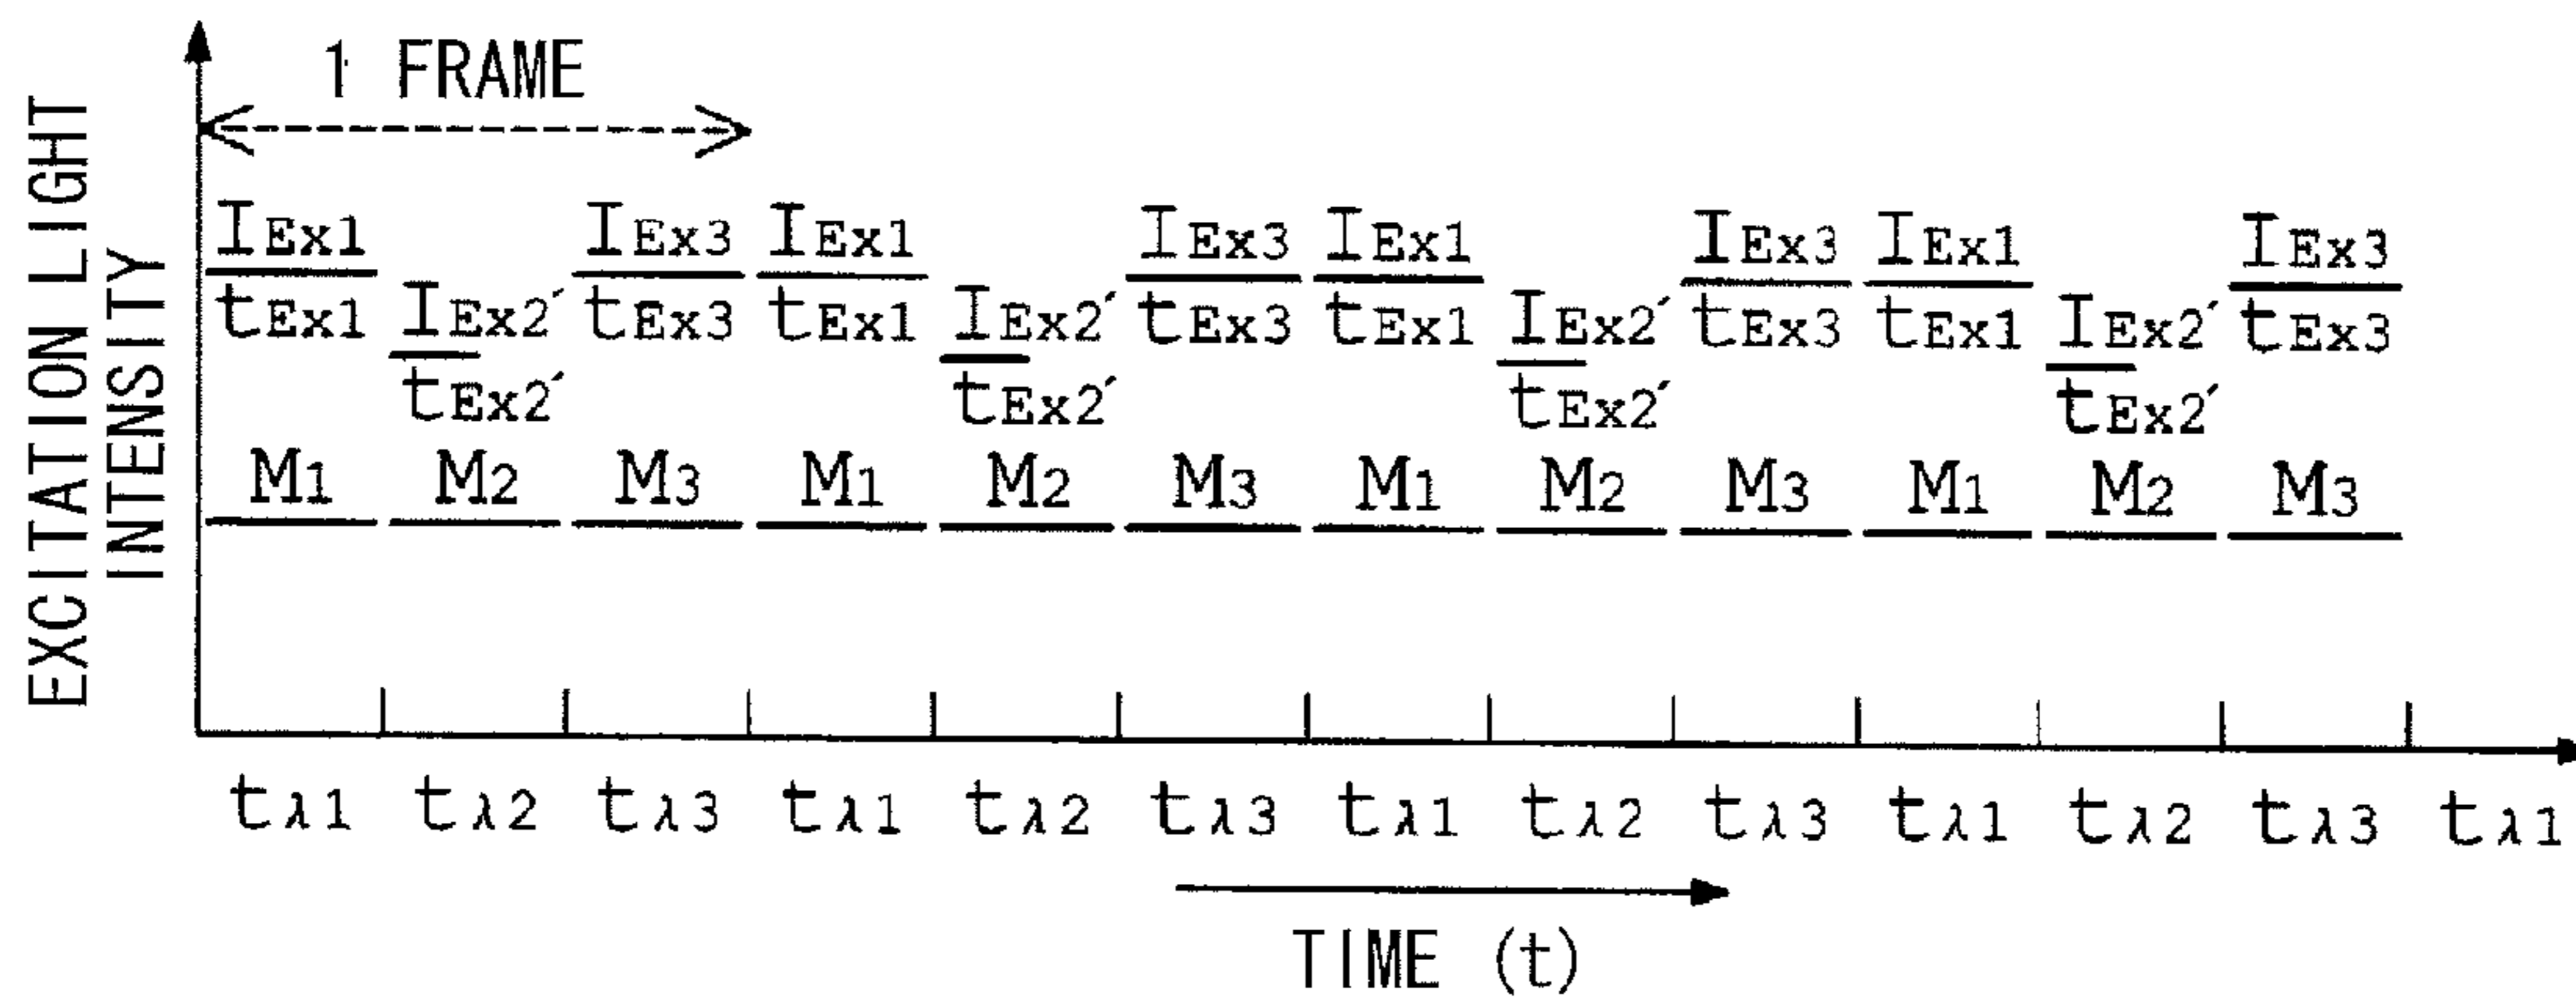 EXCITATION LIGHT
INTENSITY
1 FRAME
IEx1 IEx3 IEx1 IEx3 IEx1 IEx3 IEx1 IEx3
tEx1 IEx2′ tEx3 tEx1 IEx2′ tEx3 tEx1 IEx2′ tEx3 tEx1 IEx2′ tEx3
tEx2′ tEx2′ tEx2′ tEx2′
M1 M2 M3 M1 M2 M3 M1 M2 M3 M1 M2 M3
tλ1 tλ2 tλ3 tλ1 tλ2 tλ3 tλ1 tλ2 tλ3 tλ1 tλ2 tλ3 tλ1
TIME (t)